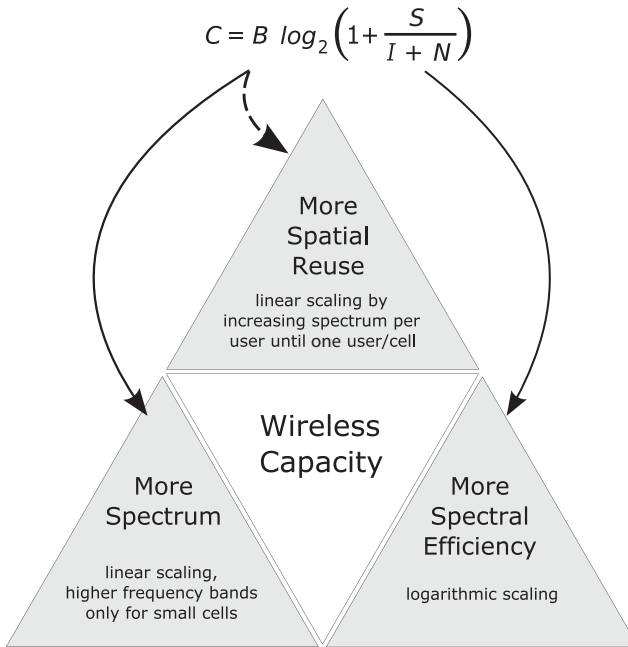 C = B log₂(1+ S/(I + N))
More
Spatial
Reuse
linear scaling by
increasing spectrum per
user until one user/cell
Wireless
Capacity
More
Spectrum
linear scaling,
higher frequency bands
only for small cells
More
Spectral
Efficiency
logarithmic scaling